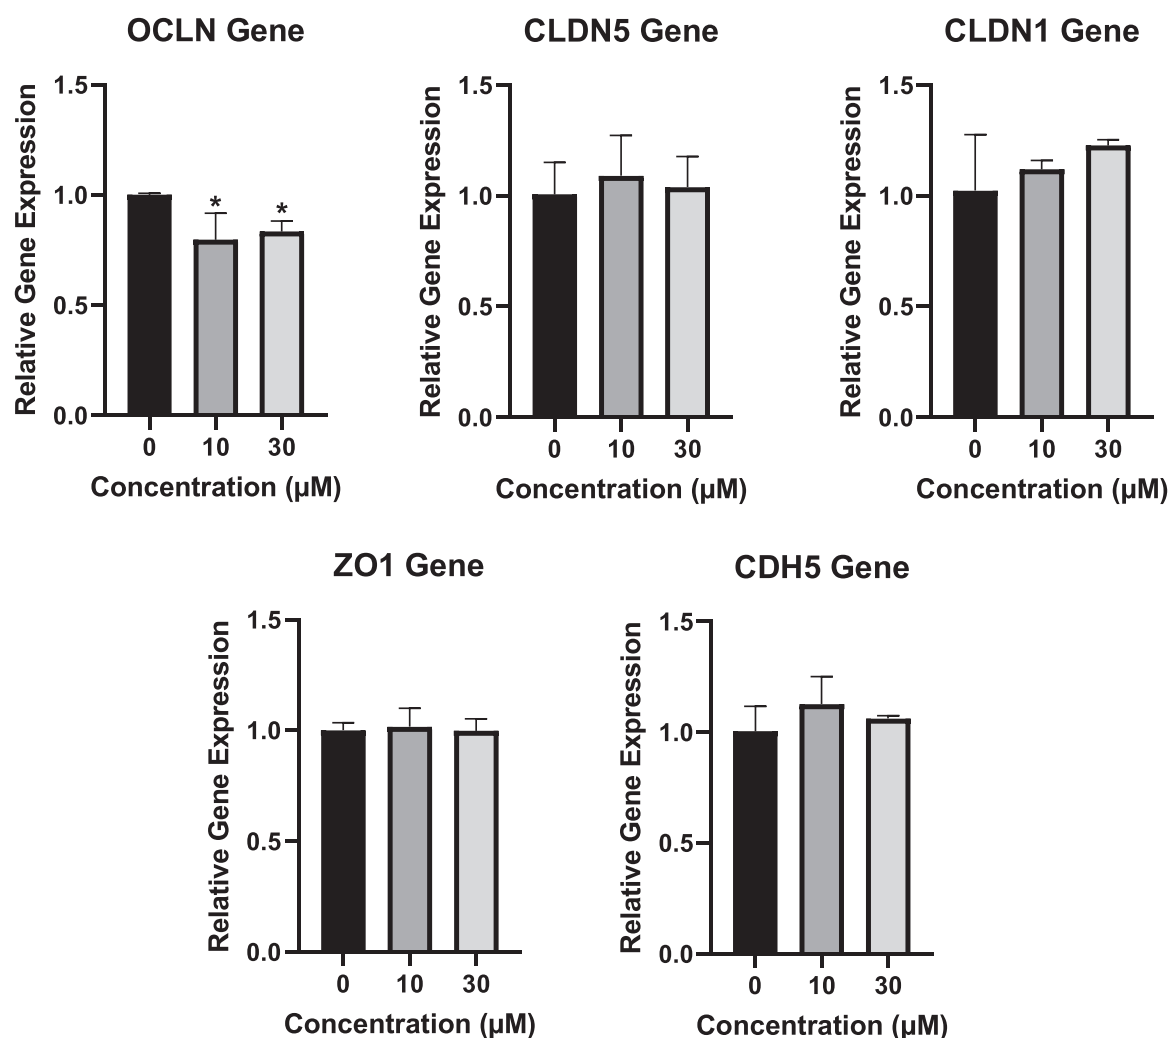 OCLN Gene
CLDN5 Gene
CLDN1 Gene
Relative Gene Expression
1.5
1.0
0.5
0.0
*
*
0
10
30
Concentration (µM)
Relative Gene Expression
1.5
1.0
0.5
0.0
0
10
30
Concentration (µM)
Relative Gene Expression
1.5
1.0
0.5
0.0
0
10
30
Concentration (µM)
ZO1 Gene
CDH5 Gene
Relative Gene Expression
1.5
1.0
0.5
0.0
0
10
30
Concentration (µM)
Relative Gene Expression
1.5
1.0
0.5
0.0
0
10
30
Concentration (µM)